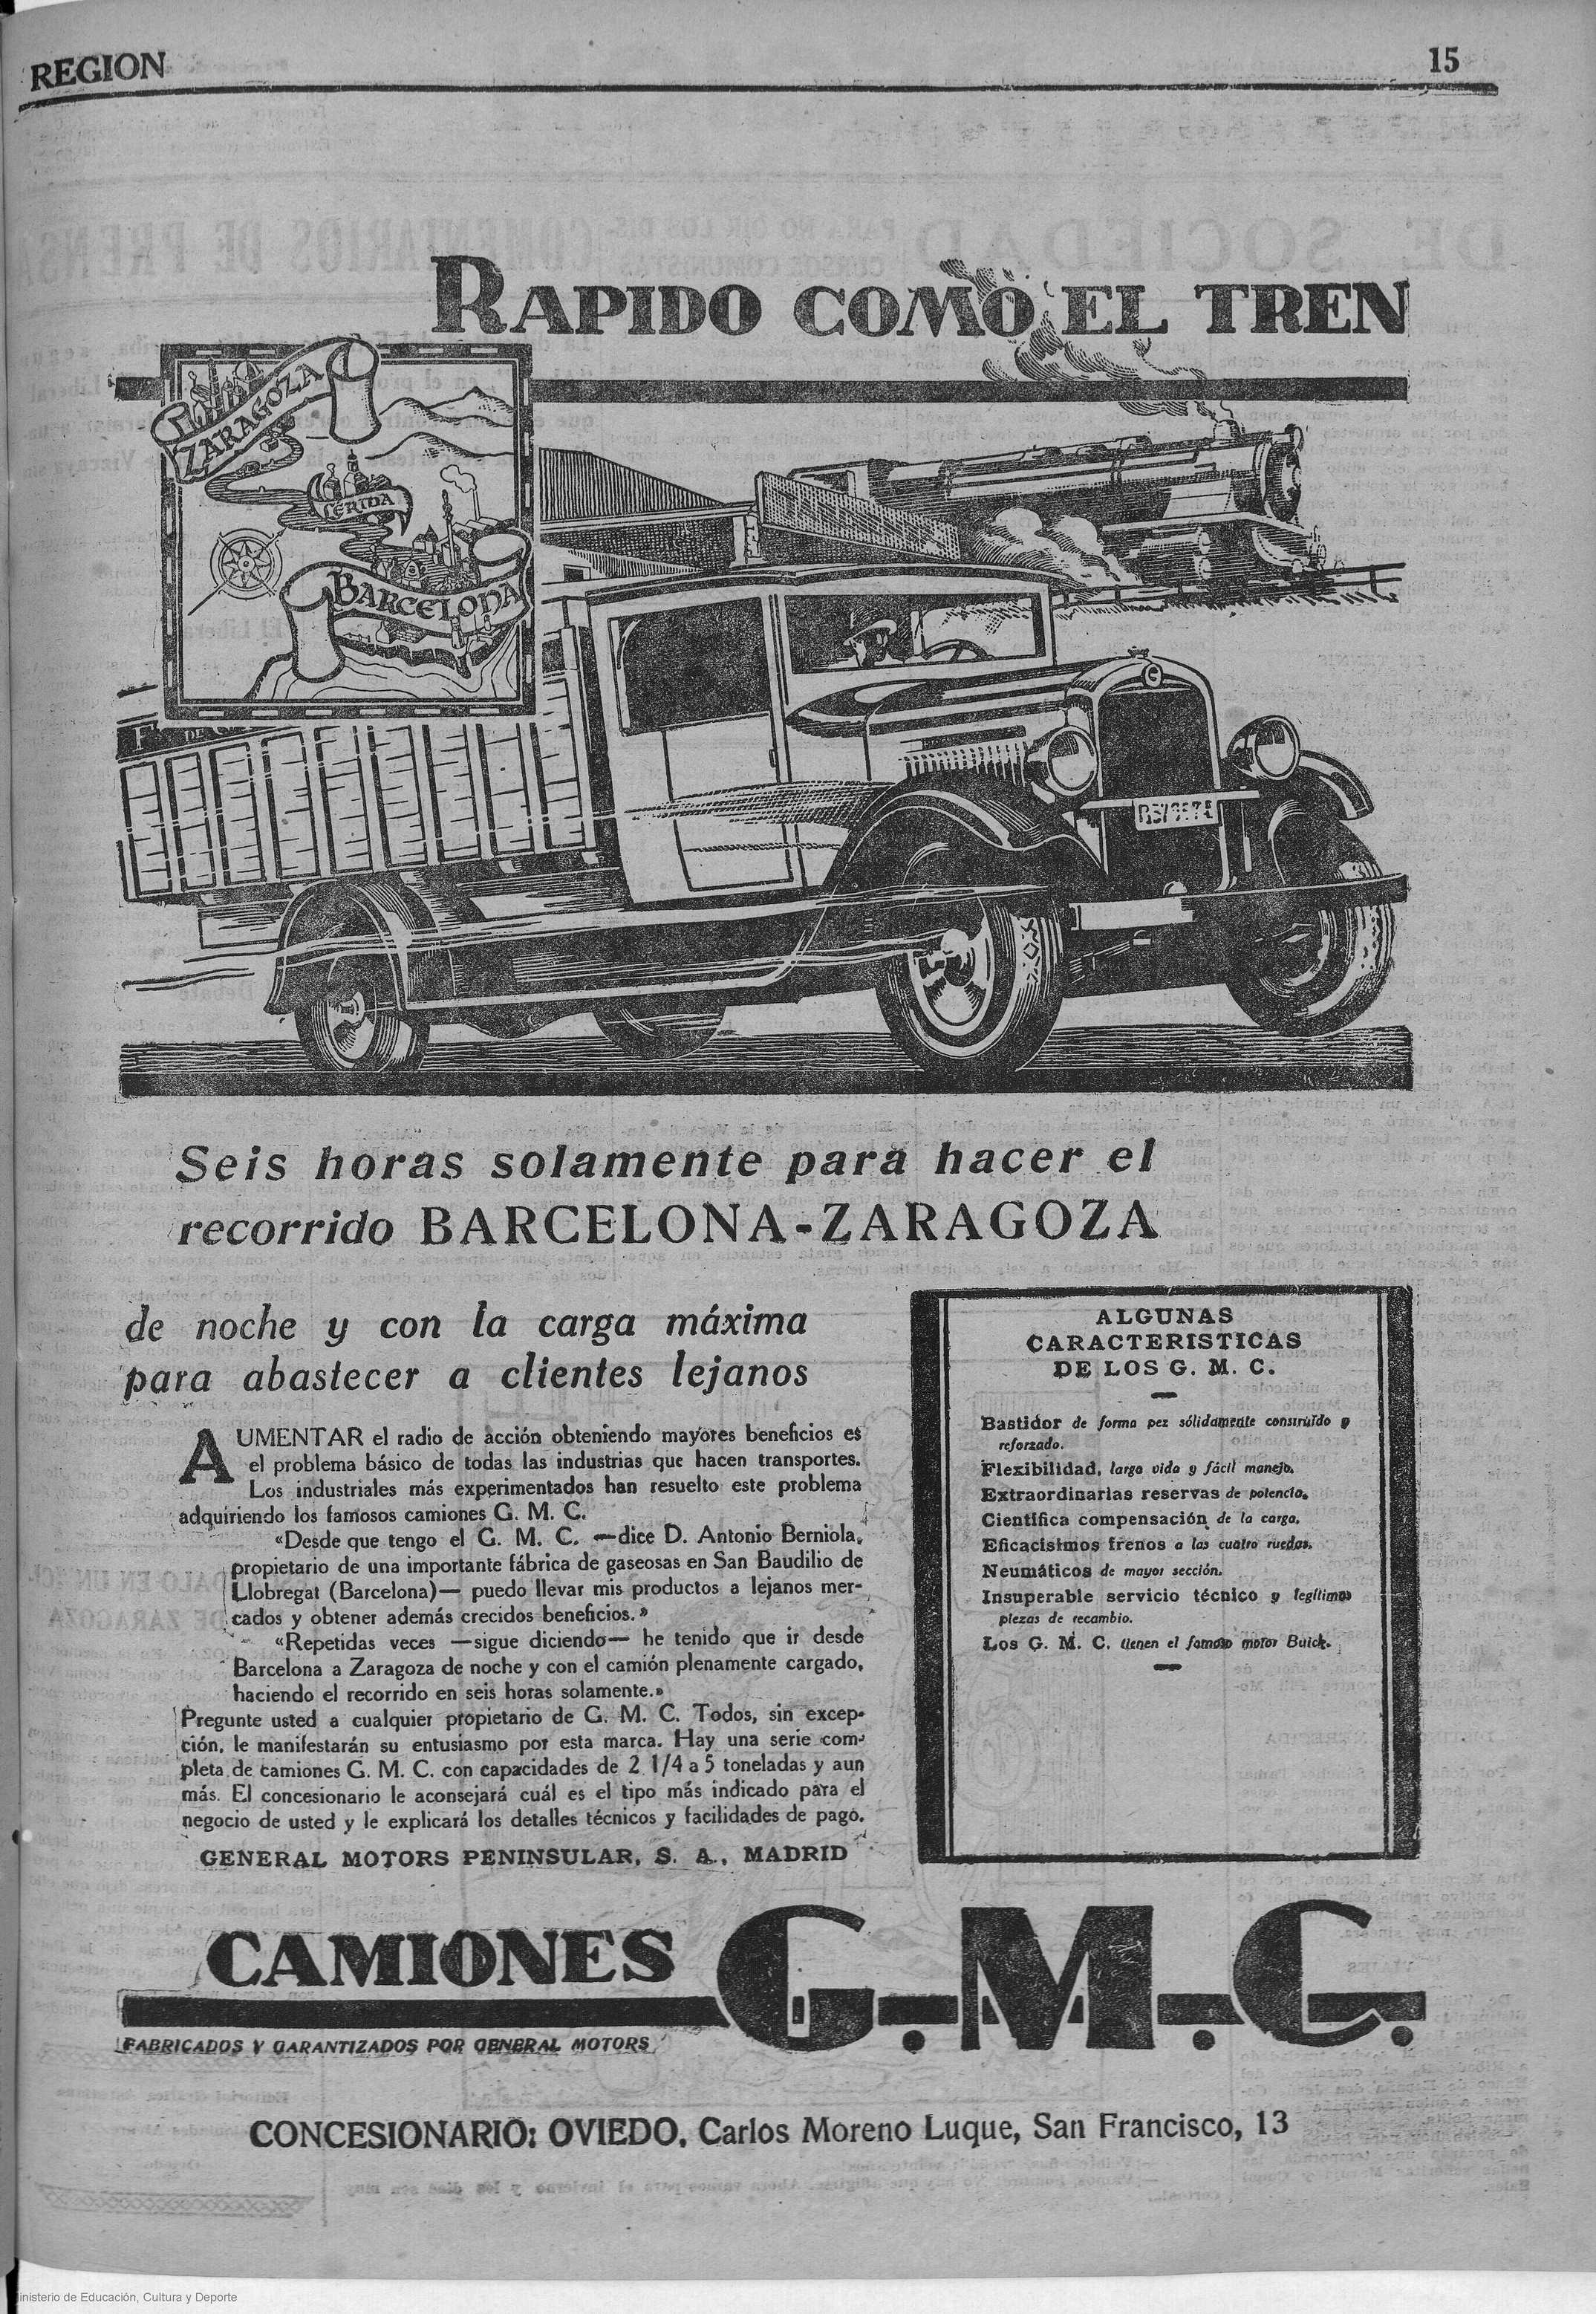 REGION
15
RAPIDO COMO EL TREN
ZARAGOZA
LERIDA
BARCELONA
Seis horas solamente para hacer el
recorrido BARCELONA-ZARAGOZA
de noche y con la carga máxima
para abastecer a clientes lejanos
AUMENTAR el radio de acción obteniendo mayores beneficios es
el problema básico de todas las industrias que hacen transportes.
Los industriales más experimentados han resuelto este problema
adquiriendo los famosos camiones G. M. C.
«Desde que tengo el G. M. C. —dice D. Antonio Berniola,
propietario de una importante fábrica de gaseosas en San Baudilio de
Llobregat (Barcelona)— puedo llevar mis productos a lejanos mer-
cados y obtener además crecidos beneficios.»
«Repetidas veces —sigue diciendo— he tenido que ir desde
Barcelona a Zaragoza de noche y con el camión plenamente cargado,
haciendo el recorrido en seis horas solamente.»
Pregunte usted a cualquier propietario de G. M. C. Todos, sin excep-
ción, le manifestarán su entusiasmo por esta marca. Hay una serie com-
pleta de camiones G. M. C. con capacidades de 2 1/4 a 5 toneladas y aun
más. El concesionario le aconsejará cuál es el tipo más indicado para el
negocio de usted y le explicará los detalles técnicos y facilidades de pago.
GENERAL MOTORS PENINSULAR, S. A., MADRID
ALGUNAS
CARACTERISTICAS
DE LOS G. M. C.
Bastidor de forma pez sólidamente construído y
reforzado.
Flexibilidad, larga vida y fácil manejo.
Extraordinarias reservas de potencia.
Científica compensación de la carga.
Eficacísimos frenos a las cuatro ruedas.
Neumáticos de mayor sección.
Insuperable servicio técnico y legítimas
piezas de recambio.
Los G. M. C. tienen el famoso motor Buick.
CAMIONES G.M.C.
FABRICADOS Y GARANTIZADOS POR GENERAL MOTORS
CONCESIONARIO: OVIEDO, Carlos Moreno Luque, San Francisco, 13
inisterio de Educación, Cultura y Deporte